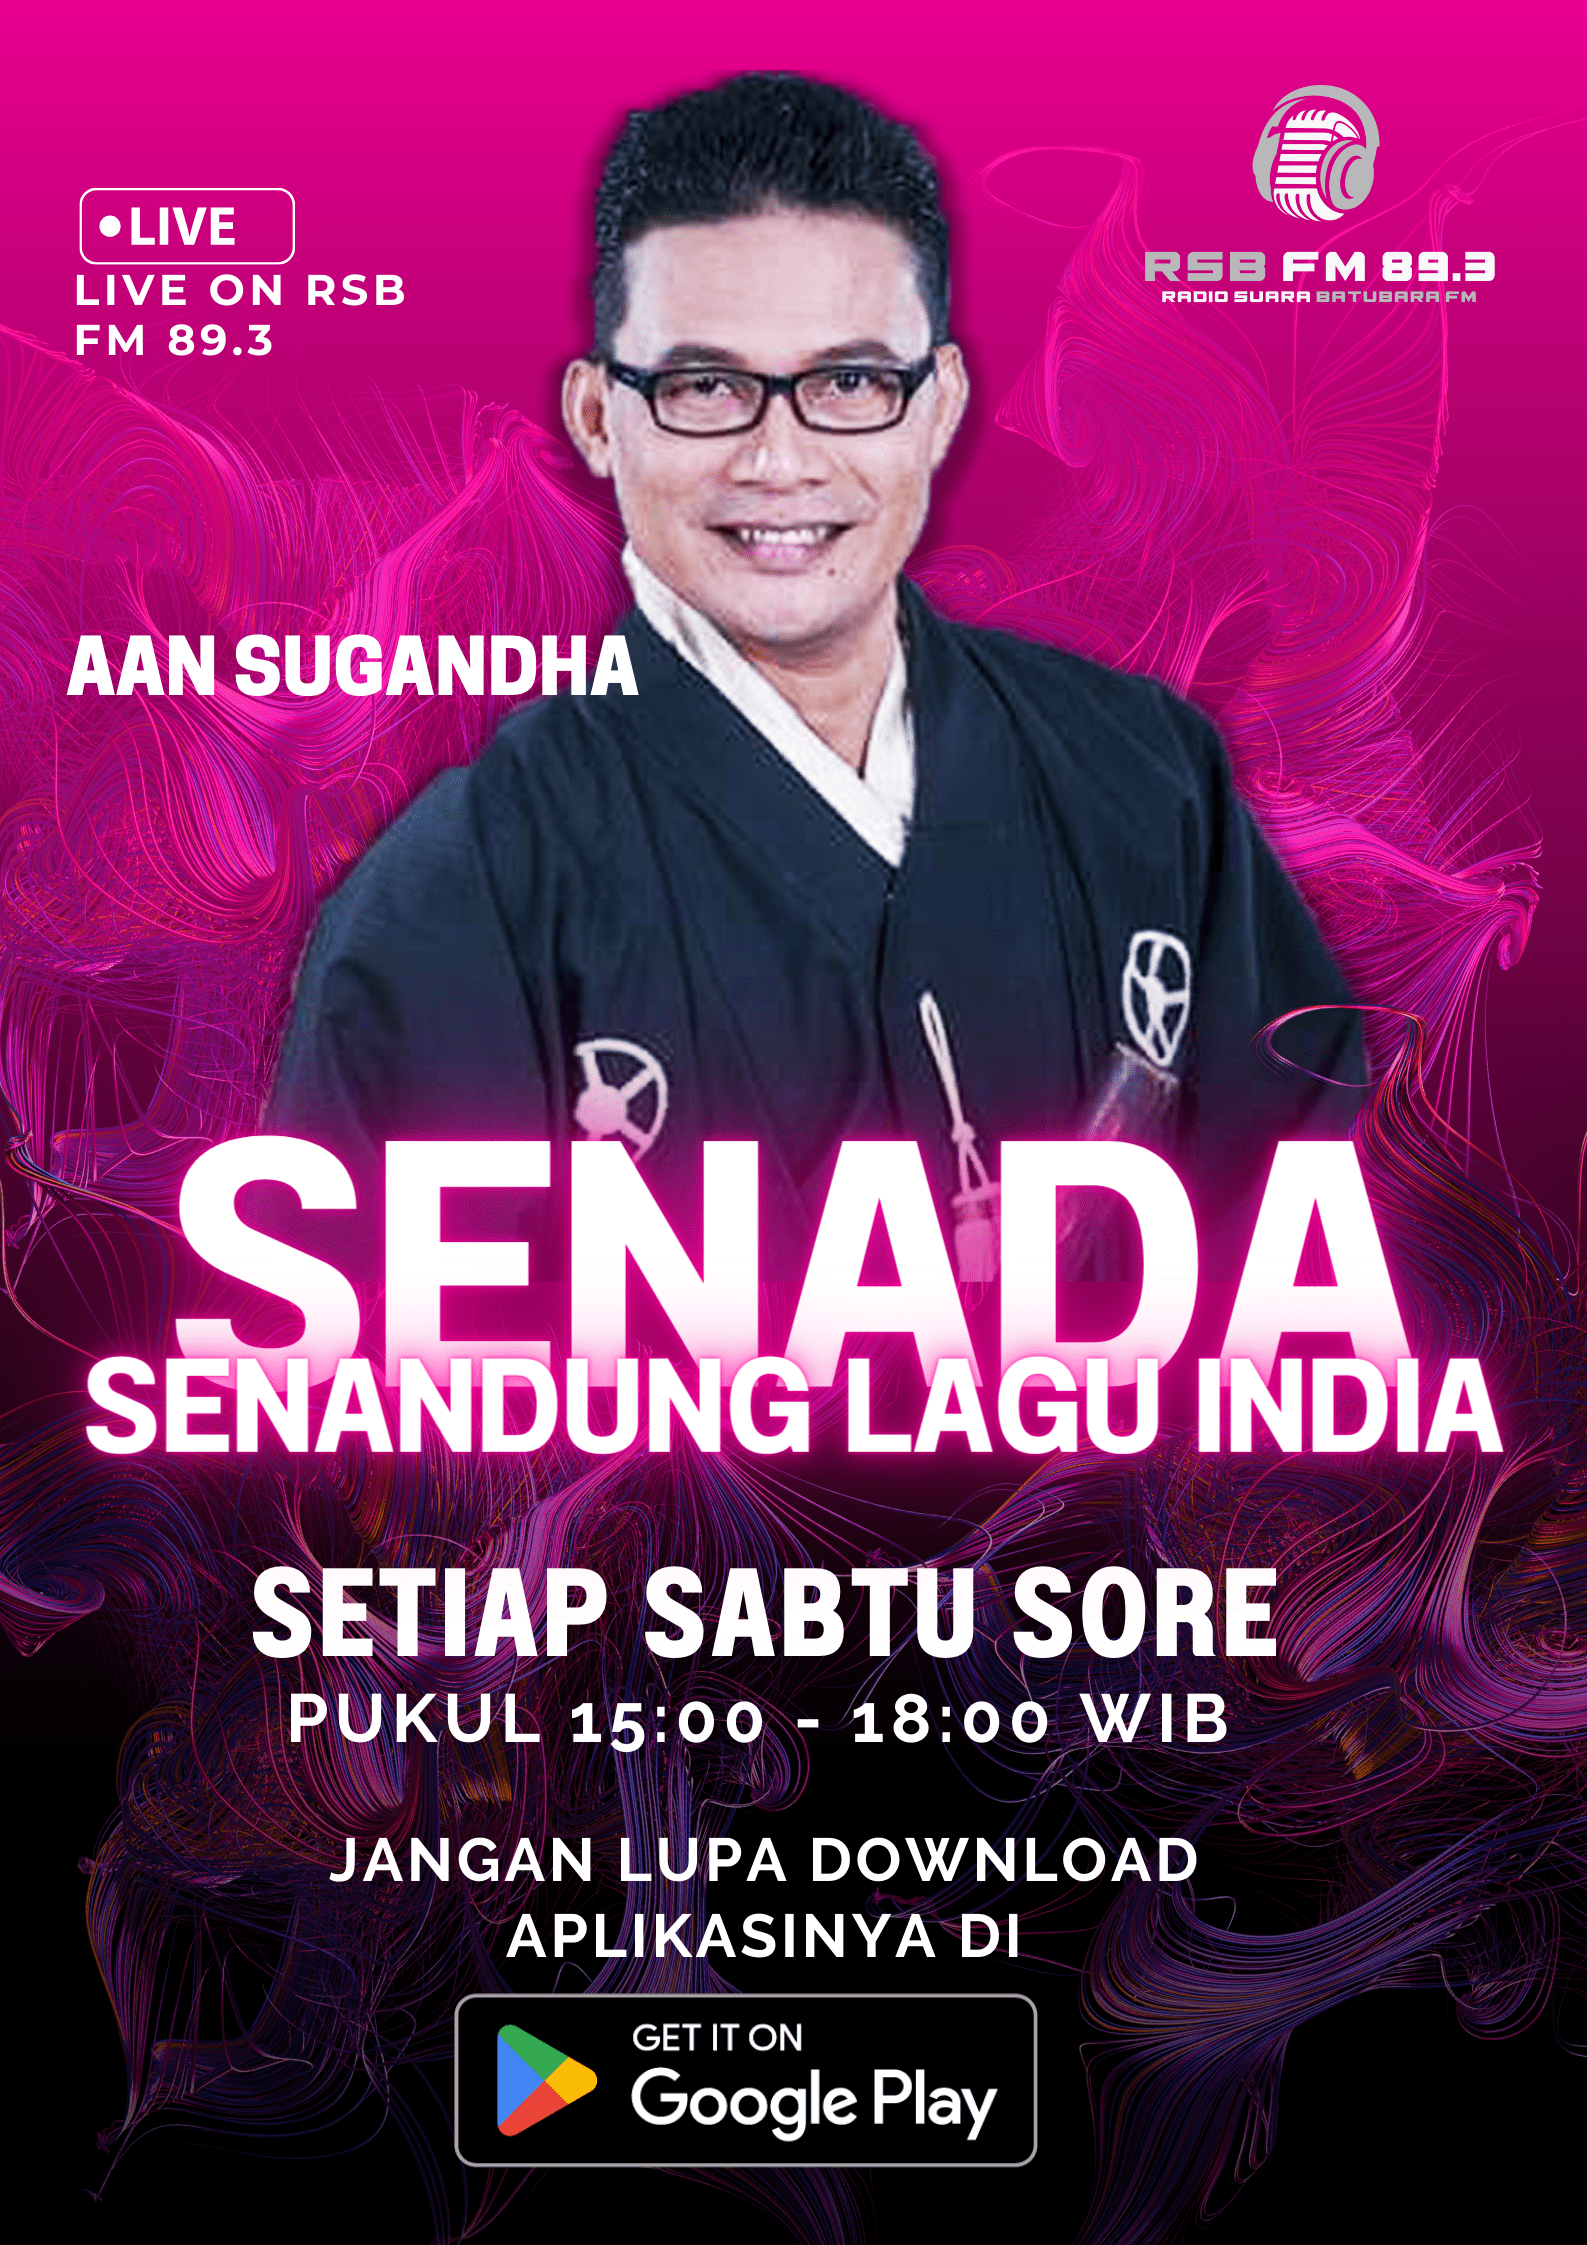 LIVE
LIVE ON RSB
FM 89.3
RSB FM 89.3
RADIO SUARA BATUBARA FM
AAN SUGANDHA
SENADA
SENANDUNG LAGU INDIA
SETIAP SABTU SORE
PUKUL 15:00 - 18:00 WIB
JANGAN LUPA DOWNLOAD
APLIKASINYA DI
GET IT ON
Google Play